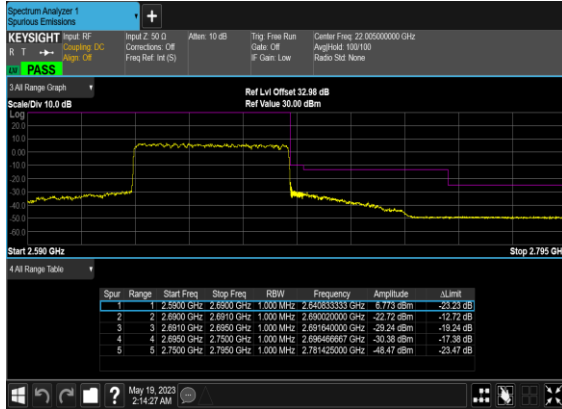 Spectrum Analyzer 1
Spurious Emissions
KEYSIGHT
R T
Input: RF
Coupling: DC
Align: Off
Input Z: 50 Ω
Corrections: Off
Freq Ref: Int (S)
Atten: 10 dB
Trig: Free Run
Gate: Off
IF Gain: Low
Center Freq: 22.005000000 GHz
Avg|Hold: 100/100
Radio Std: None
PASS
3 All Range Graph
Scale/Div 10.0 dB
Ref Lvl Offset 32.98 dB
Ref Value 30.00 dBm
Log
20.0
10.0
0.00
-10.0
-20.0
-30.0
-40.0
-50.0
-60.0
Start 2.590 GHz
Stop 2.795 GH
4 All Range Table
Spur Range Start Freq Stop Freq RBW Frequency Amplitude ΔLimit
1 1 2.5900 GHz 2.6900 GHz 1.000 MHz 2.640833333 GHz 6.773 dBm -23.23 dB
2 2 2.6900 GHz 2.6910 GHz 1.000 MHz 2.690020000 GHz -22.72 dBm -12.72 dB
3 3 2.6910 GHz 2.6950 GHz 1.000 MHz 2.691640000 GHz -29.24 dBm -19.24 dB
4 4 2.6950 GHz 2.7500 GHz 1.000 MHz 2.696466667 GHz -30.38 dBm -17.38 dB
5 5 2.7500 GHz 2.7950 GHz 1.000 MHz 2.781425000 GHz -48.47 dBm -23.47 dB
May 19, 2023
2:14:27 AM